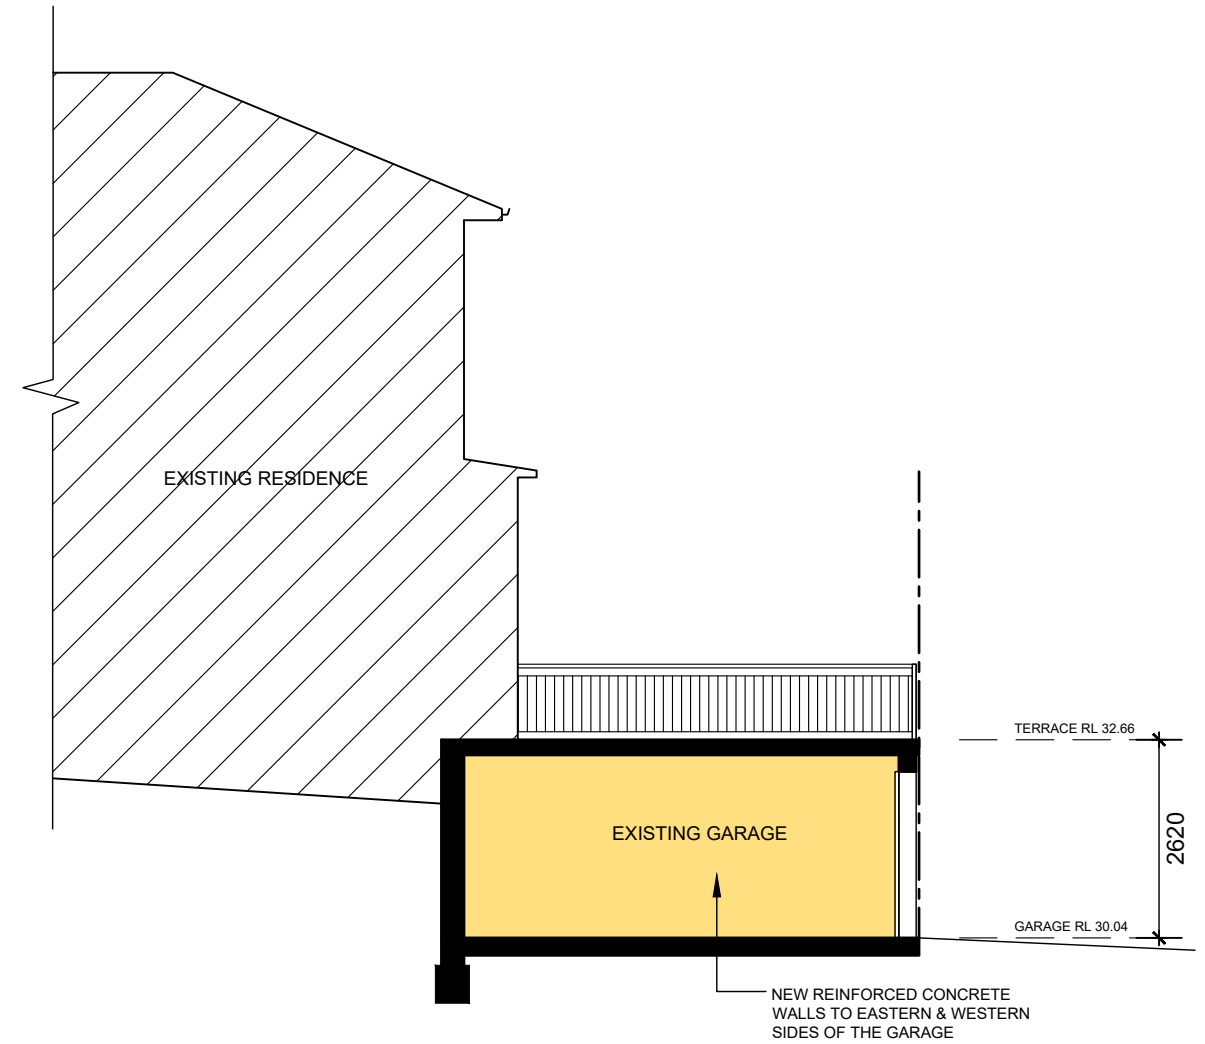 EXISTING RESIDENCE
TERRACE RL 32.66
EXISTING GARAGE
2620
GARAGE RL 30.04
NEW REINFORCED CONCRETE
WALLS TO EASTERN & WESTERN
SIDES OF THE GARAGE